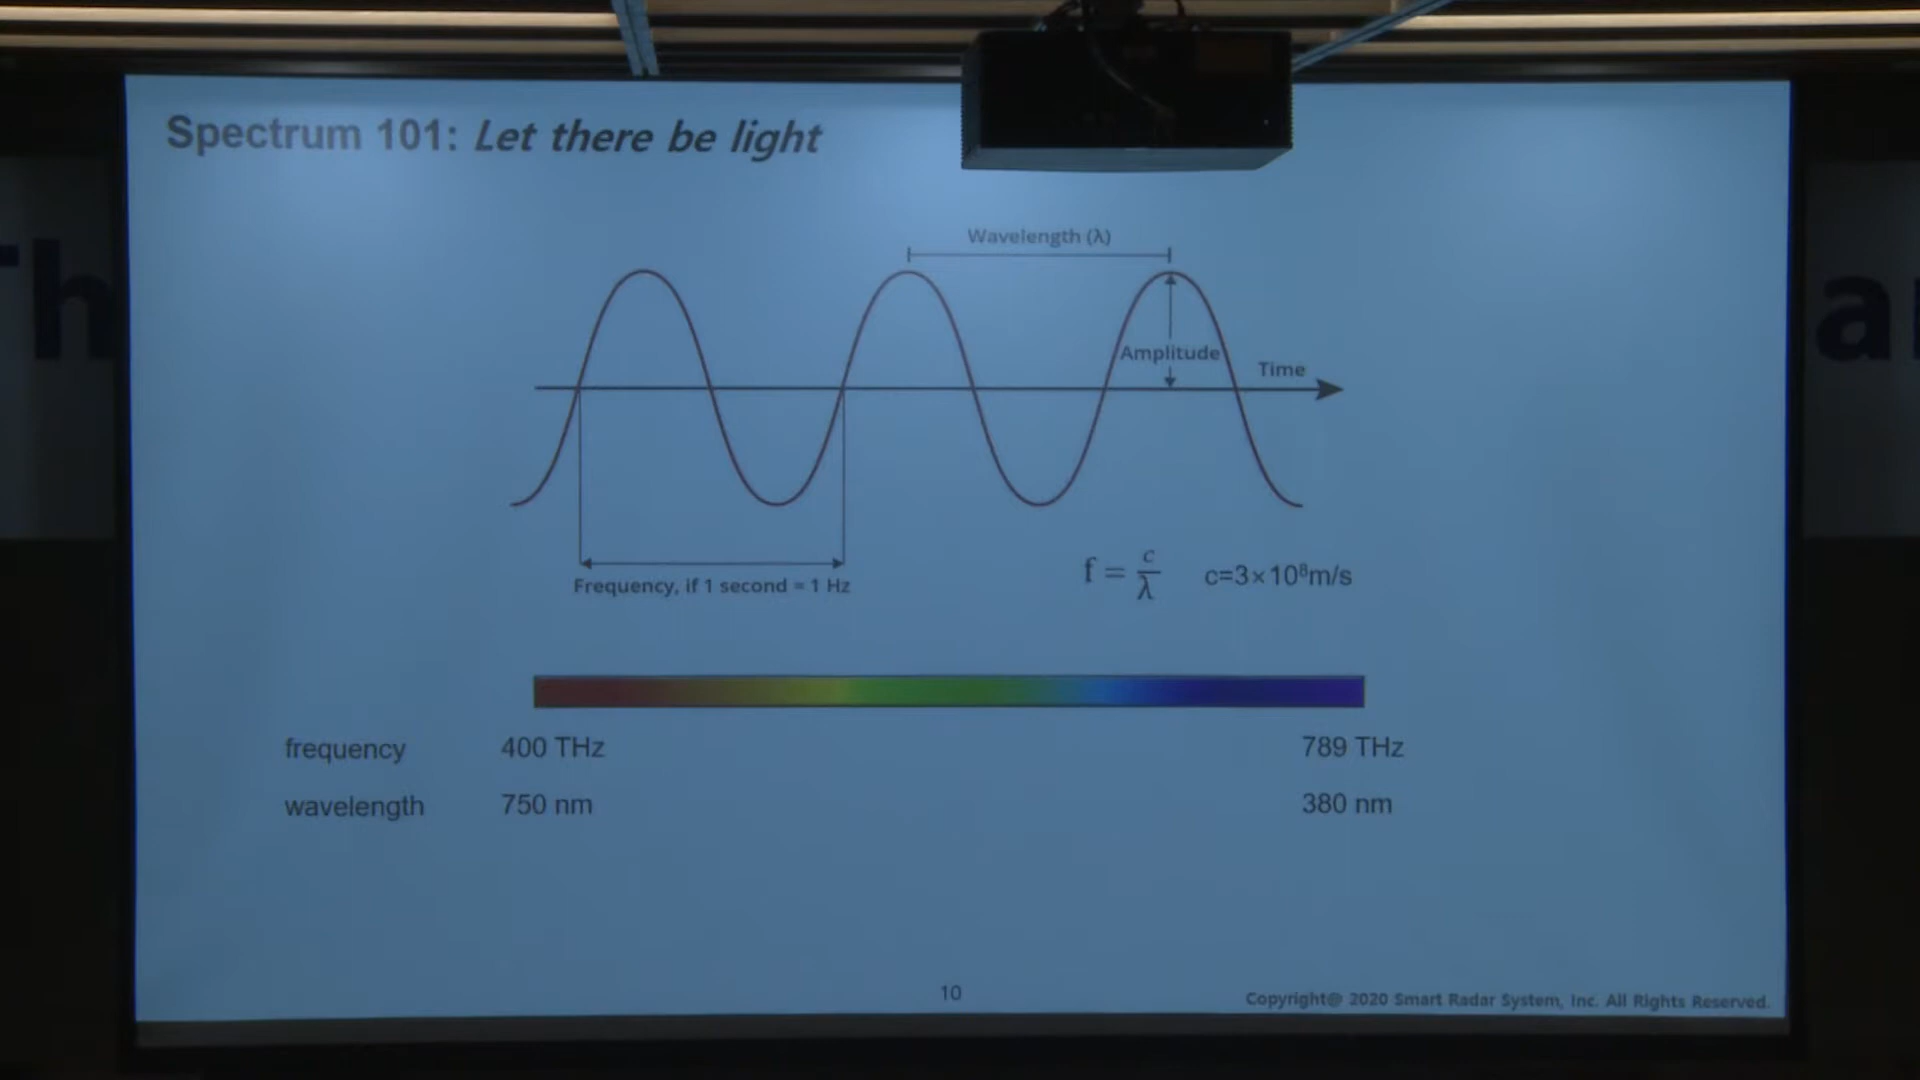 Spectrum 101: Let there be light
Wavelength (λ)
Amplitude
Time
Frequency, if 1 second = 1 Hz
f = c/λ c=3×10⁸m/s
frequency 400 THz 789 THz
wavelength 750 nm 380 nm
10
Copyright@ 2020 Smart Radar System, Inc. All Rights Reserved.